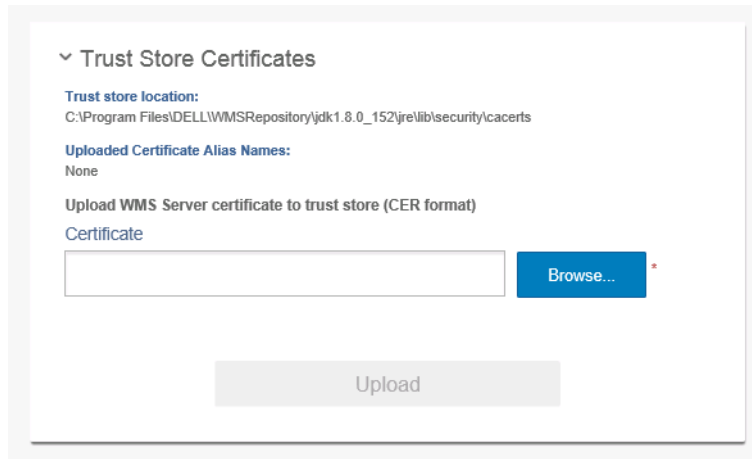 Trust Store Certificates
Trust store location:
C:\Program Files\DELL\WMSRepository\jdk1.8.0_152\jre\lib\security\cacerts
Uploaded Certificate Alias Names:
None
Upload WMS Server certificate to trust store (CER format)
Certificate
Browse... *
Upload